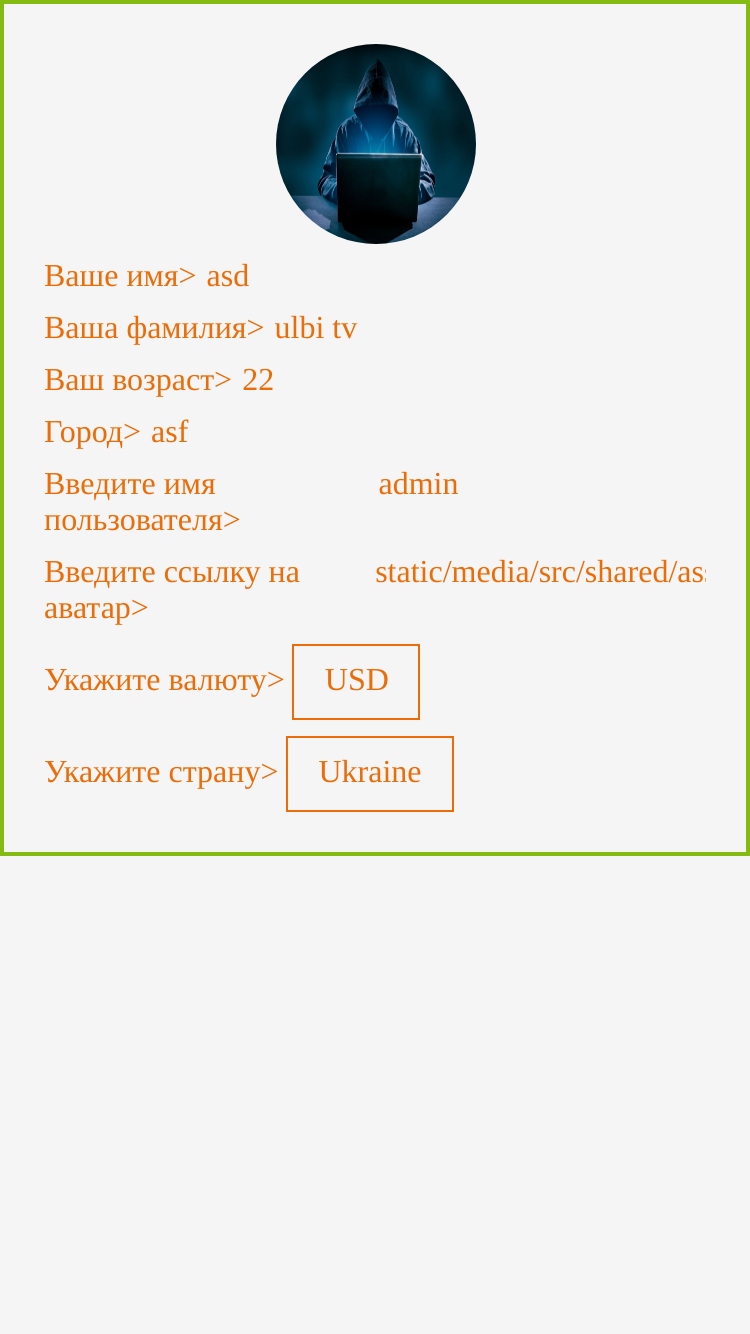 Ваше имя> asd
Ваша фамилия> ulbi tv
Ваш возраст> 22
Город> asf
Введите имя пользователя> admin
Введите ссылку на аватар> static/media/src/shared/as
Укажите валюту> USD
Укажите страну> Ukraine